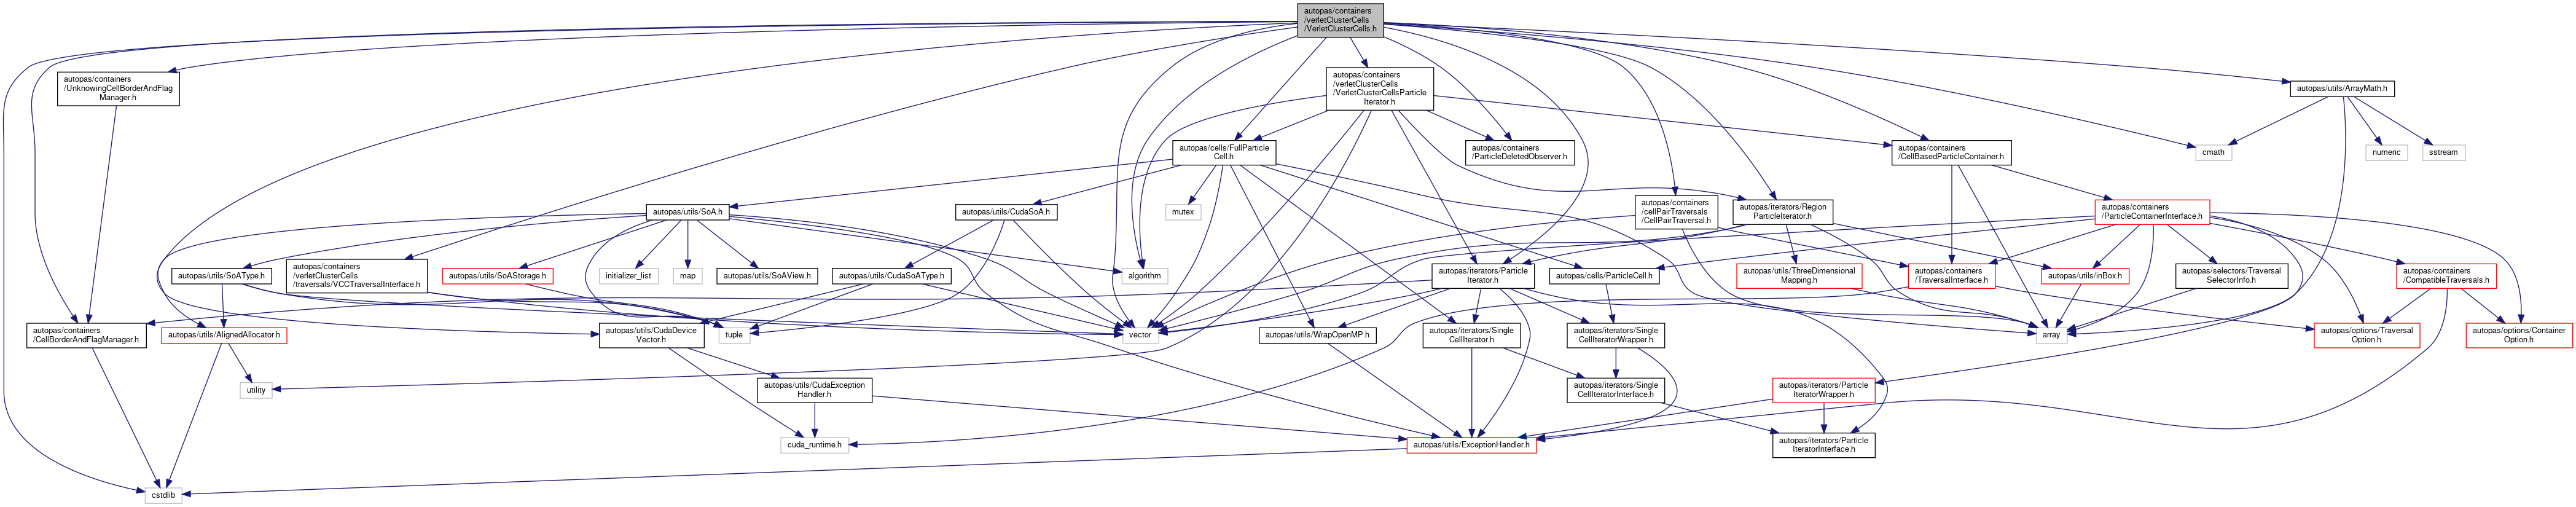 autopas/containers
/verletClusterCells
/VerletClusterCells.h
autopas/containers
/UnknowingCellBorderAndFlag
Manager.h
autopas/containers
/verletClusterCells
/VerletClusterCellsParticle
Iterator.h
autopas/utils/ArrayMath.h
autopas/cells/FullParticle
Cell.h
autopas/containers
/ParticleDeletedObserver.h
autopas/containers
/CellBasedParticleContainer.h
cmath
numeric
sstream
autopas/utils/SoA.h
autopas/utils/CudaSoA.h
mutex
autopas/containers
/cellPairTraversals
/CellPairTraversal.h
autopas/iterators/Region
ParticleIterator.h
autopas/containers
/ParticleContainerInterface.h
autopas/utils/SoAType.h
autopas/containers
/verletClusterCells
/traversals/VCCTraversalInterface.h
autopas/utils/SoAStorage.h
initializer_list
map
autopas/utils/SoAView.h
autopas/utils/CudaSoAType.h
algorithm
autopas/iterators/Particle
Iterator.h
autopas/cells/ParticleCell.h
autopas/utils/ThreeDimensional
Mapping.h
autopas/containers
/TraversalInterface.h
autopas/utils/inBox.h
autopas/selectors/Traversal
SelectorInfo.h
autopas/containers
/CompatibleTraversals.h
autopas/containers
/CellBorderAndFlagManager.h
autopas/utils/AlignedAllocator.h
autopas/utils/CudaDevice
Vector.h
tuple
vector
autopas/utils/WrapOpenMP.h
autopas/iterators/Single
CellIterator.h
autopas/iterators/Single
CellIteratorWrapper.h
array
autopas/options/Traversal
Option.h
autopas/options/Container
Option.h
utility
autopas/utils/CudaException
Handler.h
autopas/iterators/Single
CellIteratorInterface.h
autopas/iterators/Particle
IteratorWrapper.h
cuda_runtime.h
autopas/utils/ExceptionHandler.h
autopas/iterators/Particle
IteratorInterface.h
cstdlib